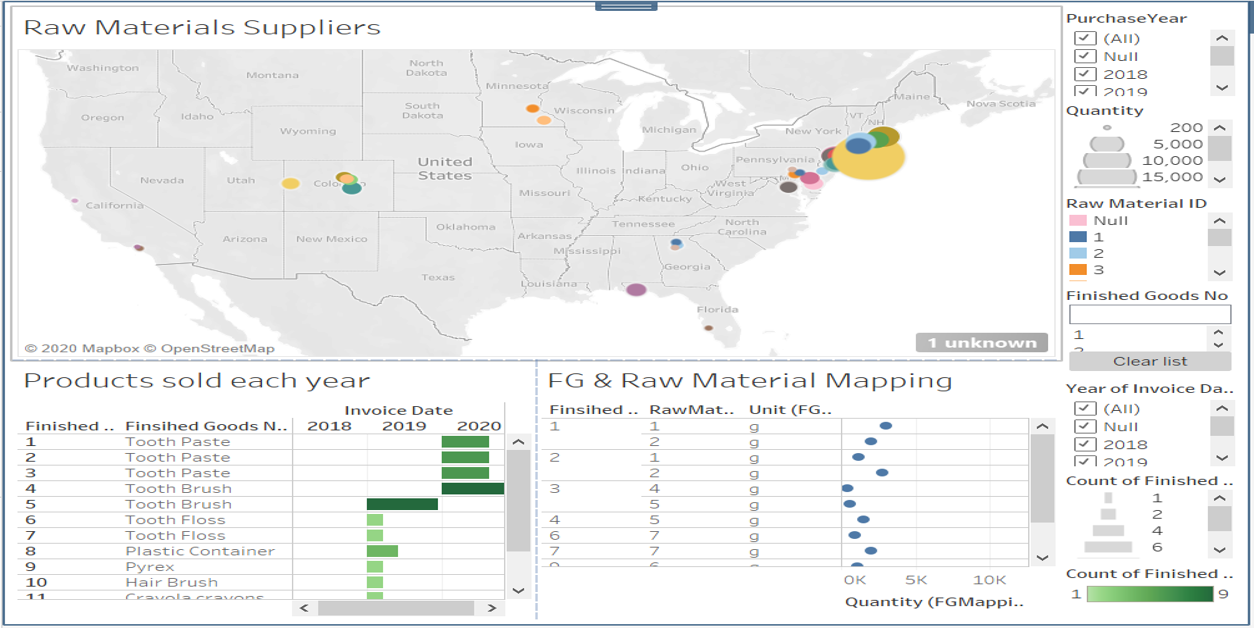 Raw Materials Suppliers
Washington
Montana
North
Dakota
Minnesota
Maine
Nova Scotia
Oregon
Idaho
South
Dakota
Wisconsin
VT
NH
Wyoming
Michigan
New York
Iowa
United
States
Nevada
Utah
Illinois
Indiana
Ohio
Pennsylvania
California
Missouri
West
Virginia
Kentucky
Arizona
New Mexico
Oklahoma
Arkansas
Tennessee
North
Carolina
Mississippi
Georgia
Texas
Louisiana
Florida
© 2020 Mapbox © OpenStreetMap
1 unknown
PurchaseYear
(All)
Null
2018
2019
Quantity
200
5,000
10,000
15,000
Raw Material ID
Null
1
2
3
Finished Goods No
1
Clear list
Year of Invoice Da..
(All)
Null
2018
2019
Count of Finished ..
1
2
4
6
Count of Finished ..
1 9
Products sold each year
Invoice Date
Finished .. Finsihed Goods N.. 2018 2019 2020
1 Tooth Paste
2 Tooth Paste
3 Tooth Paste
4 Tooth Brush
5 Tooth Brush
6 Tooth Floss
7 Tooth Floss
8 Plastic Container
9 Pyrex
10 Hair Brush
11 Crayola crayons
FG & Raw Material Mapping
Finsihed .. RawMat.. Unit (FG..
1 1 g
2 g
2 1 g
2 g
3 4 g
5 g
4 5 g
6 7 g
7 7 g
0K 5K 10K
Quantity (FGMappi..